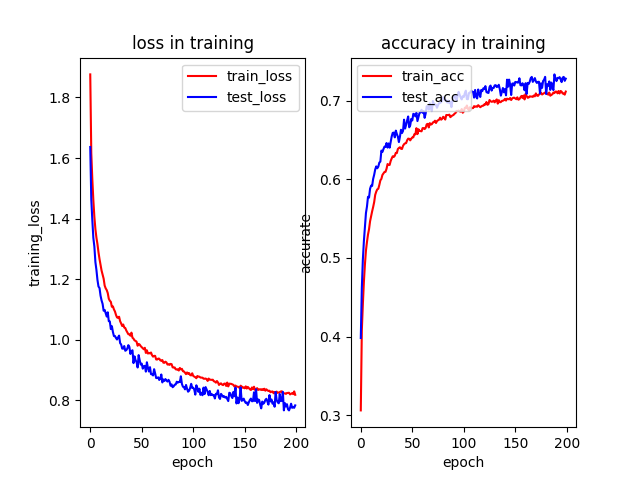 loss in training
training_loss
1.8
1.6
1.4
1.2
1.0
0.8
train_loss
test_loss
0
50
100
150
200
epoch
accuracy in training
accurate
0.7
0.6
0.5
0.4
0.3
train_acc
test_acc
0
50
100
150
200
epoch